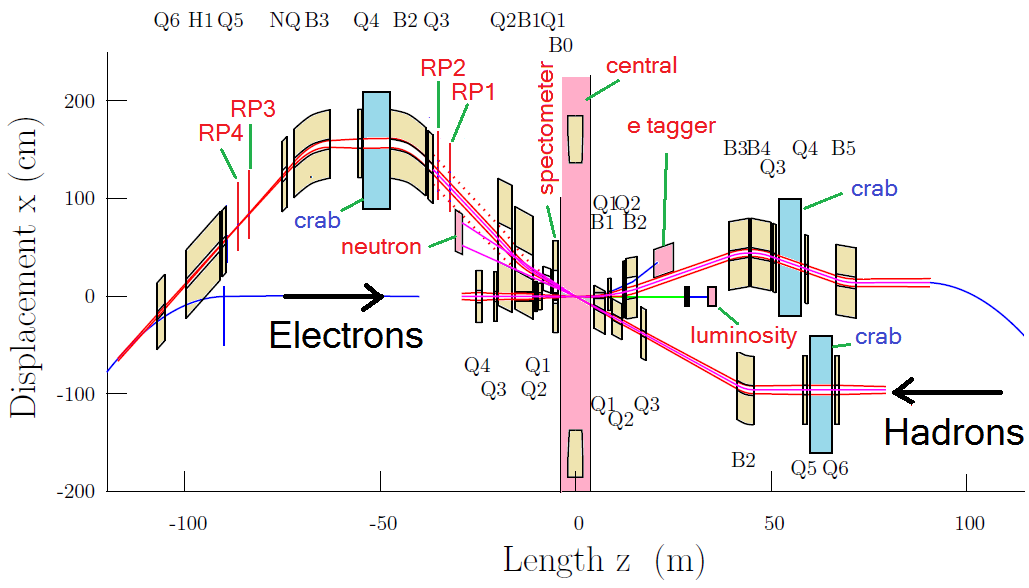 Q6 H1 Q5 NQ B3 Q4 B2 Q3 Q2 B1 Q1
B0
RP2
central
RP1
200
RP3
e tagger
RP4
spectometer
B3 B4 Q4 B5
Q3
100
crab
crab
Q1 Q2
B1 B2
neutron
0
Electrons
luminosity
crab
Q4 Q1
Q3 Q2
-100
Q1 Q3
Q2
Hadrons
B2
Q5 Q6
-200
-100 -50 0 50 100
Length z (m)
Displacement x (cm)